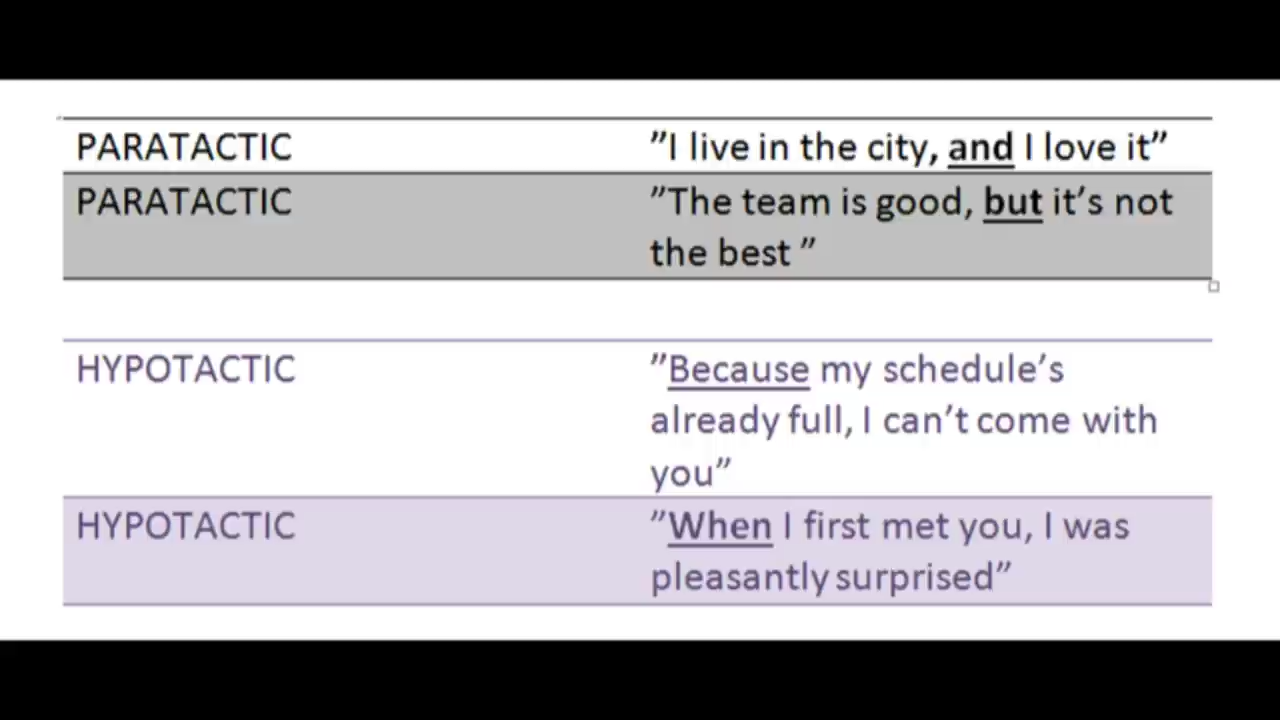 PARATACTIC ”I live in the city, and I love it”
PARATACTIC ”The team is good, but it’s not
the best ”
HYPOTACTIC ”Because my schedule’s
already full, I can’t come with
you”
HYPOTACTIC ”When I first met you, I was
pleasantly surprised”